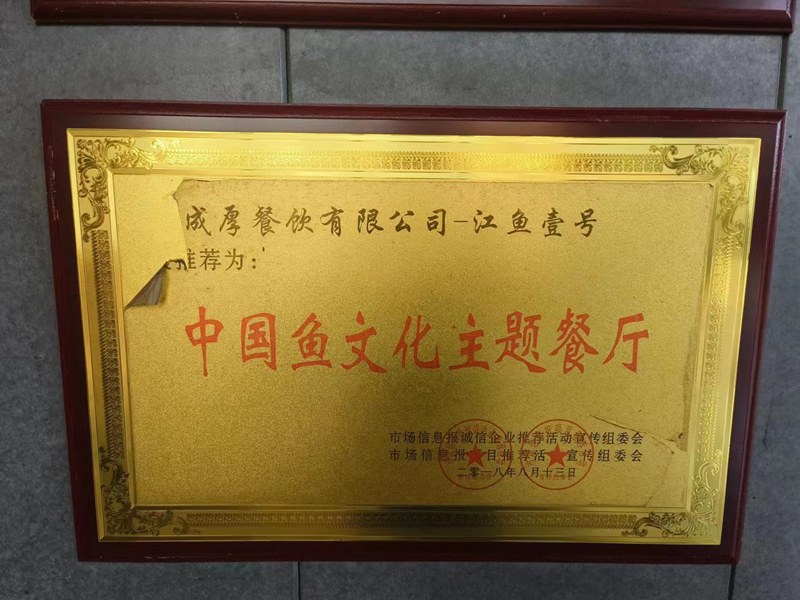 成厚餐饮有限公司-江鱼壹号
推荐为:
中国鱼文化主题餐厅
市场信息报诚信企业推荐活动宣传组委会
市场信息报 目推荐活 宣传组委会
二零一八年八月十三日